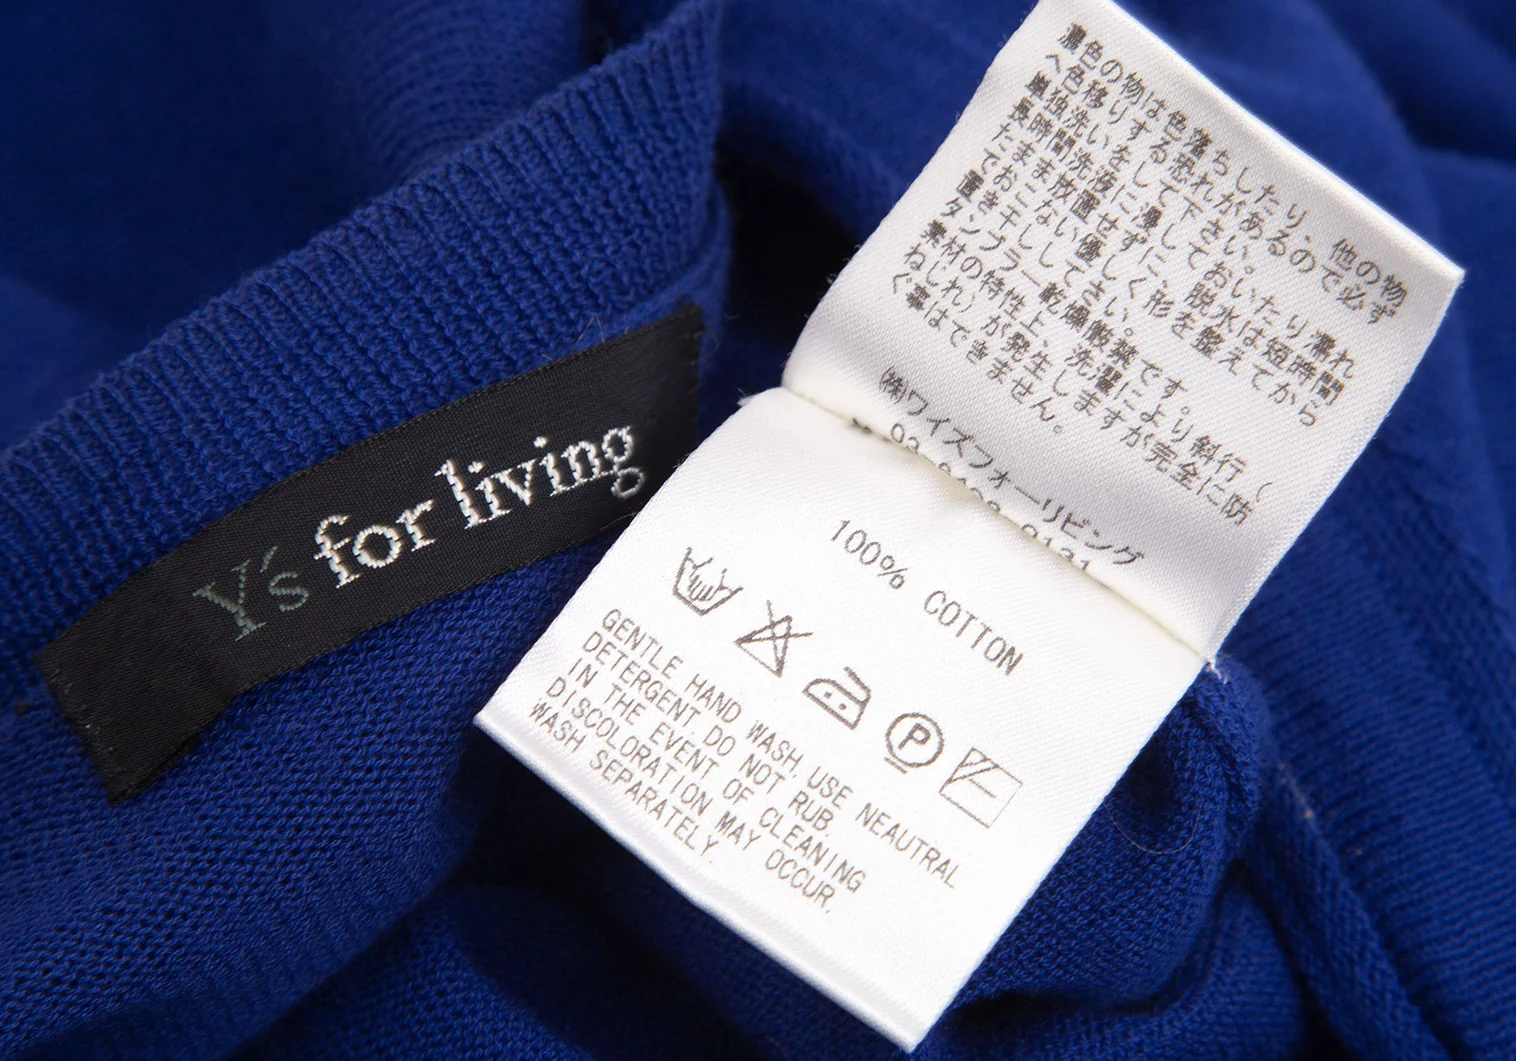 Y's for living
濃色の物は色落ちしたり、他の物
へ色移りする恐れがあるので必ず
単独洗いをして下さい。
長時間洗液に浸しておいたり濡れ
たまま放置せずに、脱水は短時間
でおこない優しく形を整えてから
置き干ししてさい。
タンブラー乾燥厳禁です。
素材の特性上、洗濯により斜行(
ねじれ)が発生しますが完全に防
ぐ事はできません。
㈱ワイズフォーリビング
100% COTTON
P
GENTLE HAND WASH. USE NEAUTRAL
DETERGENT. DO NOT RUB.
IN THE EVENT OF CLEANING
DISCOLORATION MAY OCCUR.
WASH SEPARATELY.